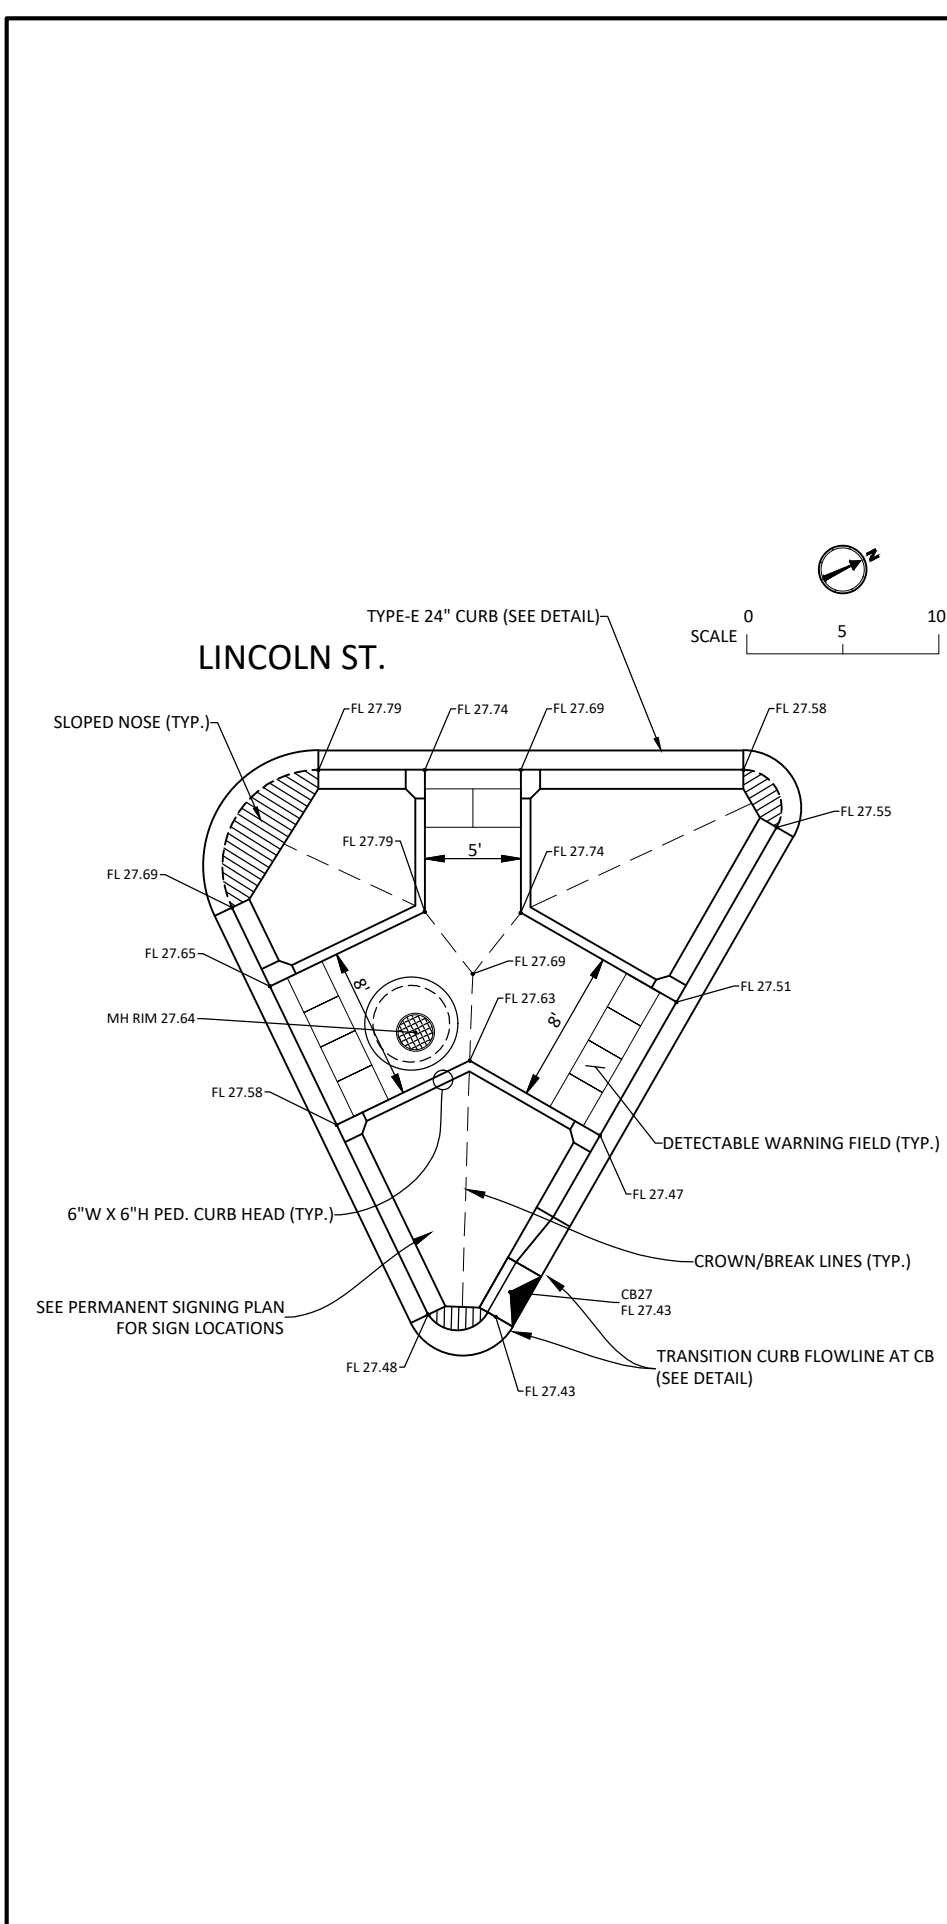 N
TYPE-E 24" CURB (SEE DETAIL)
0
10
SCALE
5
LINCOLN ST.
SLOPED NOSE (TYP.)
FL 27.79
FL 27.74
FL 27.69
FL 27.58
FL 27.55
FL 27.79
5'
FL 27.74
FL 27.69
FL 27.65
FL 27.69
FL 27.51
8'
FL 27.63
8'
MH RIM 27.64
FL 27.58
DETECTABLE WARNING FIELD (TYP.)
FL 27.47
6"W X 6"H PED. CURB HEAD (TYP.)
CROWN/BREAK LINES (TYP.)
CB27
FL 27.43
SEE PERMANENT SIGNING PLAN
FOR SIGN LOCATIONS
TRANSITION CURB FLOWLINE AT CB
(SEE DETAIL)
FL 27.48
FL 27.43